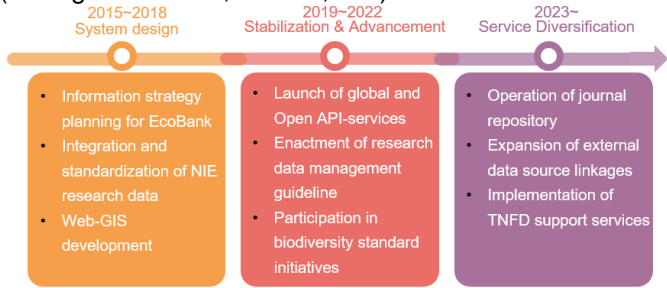 2015~2018
System design
2019~2022
Stabilization & Advancement
2023~
Service Diversification
• Information strategy
planning for EcoBank
• Integration and
standardization of NIE
research data
• Web-GIS
development
• Launch of global and
Open API-services
• Enactment of research
data management
guideline
• Participation in
biodiversity standard
initiatives
• Operation of journal
repository
• Expansion of external
data source linkages
• Implementation of
TNFD support services